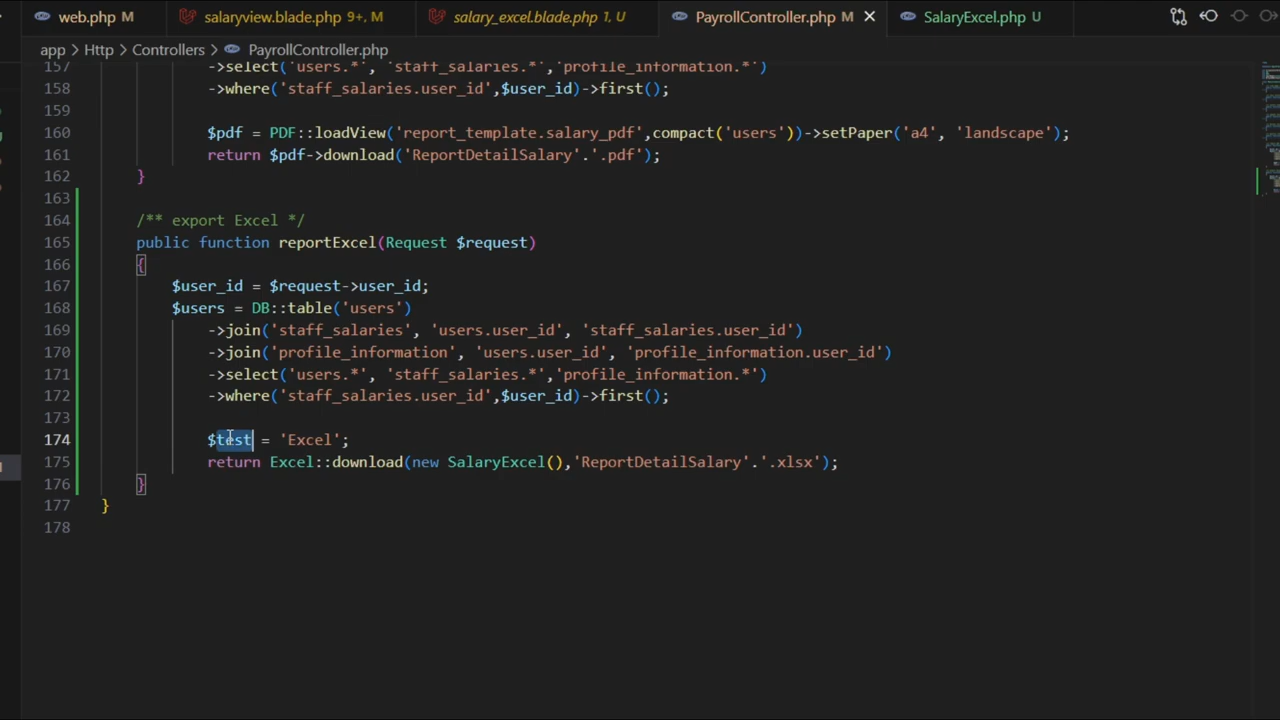 web.php M salaryview.blade.php 9+, M salary_excel.blade.php 1, U PayrollController.php M SalaryExcel.php U
app > Http > Controllers > PayrollController.php
157 ->select('users.*', 'staff_salaries.*','profile_information.*')
158 ->where('staff_salaries.user_id',$user_id)->first();
159
160 $pdf = PDF::loadView('report_template.salary_pdf',compact('users'))->setPaper('a4', 'landscape');
161 return $pdf->download('ReportDetailSalary'.'.pdf');
162 }
163
164 /** export Excel */
165 public function reportExcel(Request $request)
166 {
167 $user_id = $request->user_id;
168 $users = DB::table('users')
169 ->join('staff_salaries', 'users.user_id', 'staff_salaries.user_id')
170 ->join('profile_information', 'users.user_id', 'profile_information.user_id')
171 ->select('users.*', 'staff_salaries.*','profile_information.*')
172 ->where('staff_salaries.user_id',$user_id)->first();
173
174 $test = 'Excel';
175 return Excel::download(new SalaryExcel(),'ReportDetailSalary'.'.xlsx');
176 }
177 }
178